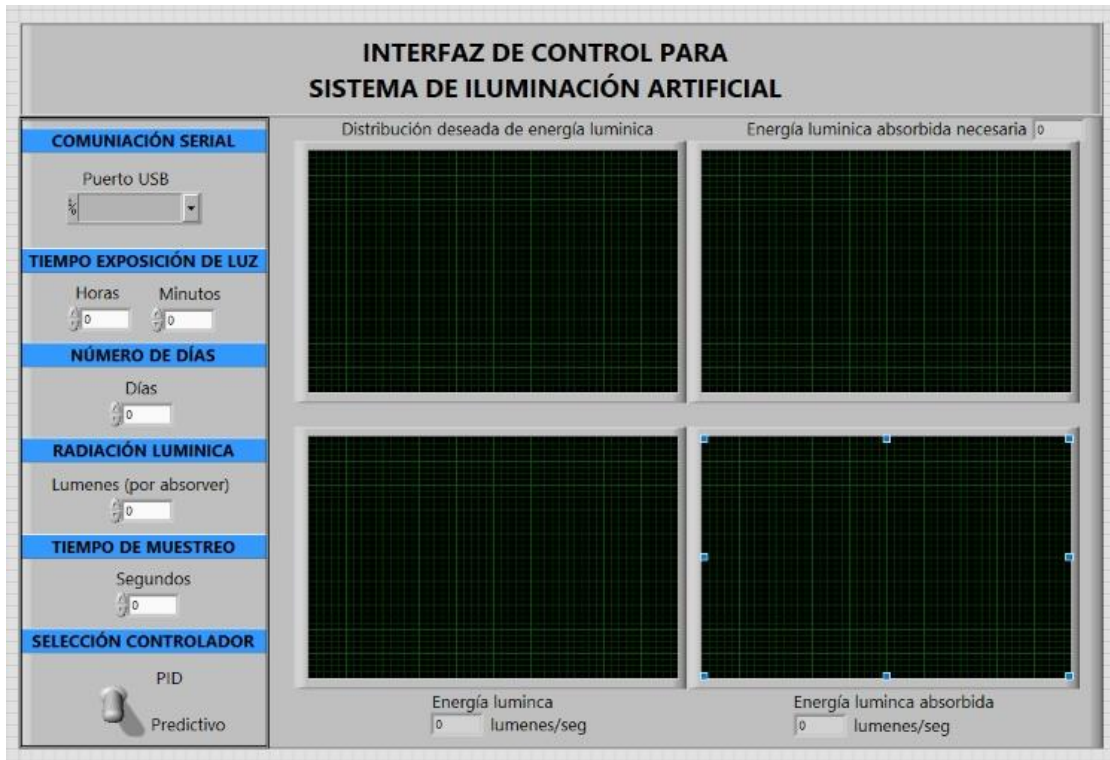 INTERFAZ DE CONTROL PARA
SISTEMA DE ILUMINACIÓN ARTIFICIAL
COMUNIACIÓN SERIAL
Puerto USB
TIEMPO EXPOSICIÓN DE LUZ
Horas Minutos
0 0
NÚMERO DE DÍAS
Días
0
RADIACIÓN LUMINICA
Lumenes (por absorver)
0
TIEMPO DE MUESTREO
Segundos
0
SELECCIÓN CONTROLADOR
PID
Predictivo
Distribución deseada de energía luminica
Energía luminica absorbida necesaria 0
Energía luminca
0 lumenes/seg
Energía luminca absorbida
0 lumenes/seg